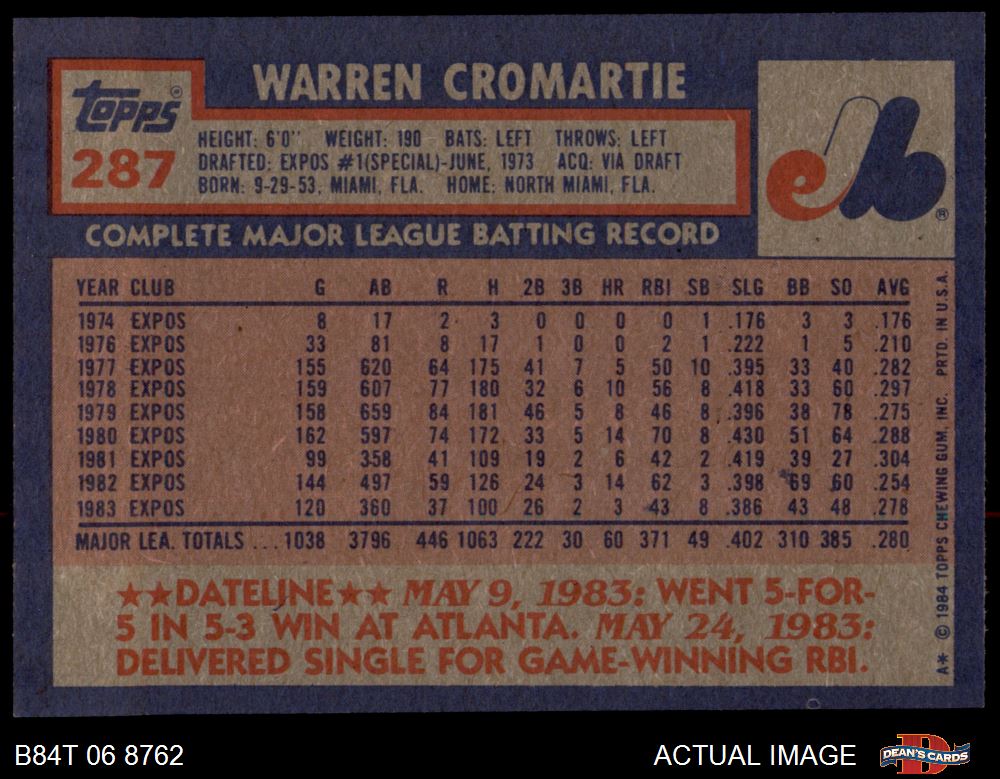 WARREN CROMARTIE
TOPPS®
287
HEIGHT: 6'0" WEIGHT: 190 BATS: LEFT THROWS: LEFT
DRAFTED: EXPOS #1(SPECIAL)-JUNE, 1973 ACQ: VIA DRAFT
BORN: 9-29-53, MIAMI, FLA. HOME: NORTH MIAMI, FLA.
eb®
COMPLETE MAJOR LEAGUE BATTING RECORD
YEAR CLUB G AB R H 2B 3B HR RBI SB SLG BB SO AVG
1974 EXPOS 8 17 2 3 0 0 0 0 1 .176 3 3 .176
1976 EXPOS 33 81 8 17 1 0 0 2 1 .222 1 5 .210
1977 EXPOS 155 620 64 175 41 7 5 50 10 .395 33 40 .282
1978 EXPOS 159 607 77 180 32 6 10 56 8 .418 33 60 .297
1979 EXPOS 158 659 84 181 46 5 8 46 8 .396 38 78 .275
1980 EXPOS 162 597 74 172 33 5 14 70 8 .430 51 64 .288
1981 EXPOS 99 358 41 109 19 2 6 42 2 .419 39 27 .304
1982 EXPOS 144 497 59 126 24 3 14 62 3 .398 69 60 .254
1983 EXPOS 120 360 37 100 26 2 3 43 8 .386 43 48 .278
MAJOR LEA. TOTALS ...1038 3796 446 1063 222 30 60 371 49 .402 310 385 .280
★★DATELINE★★ MAY 9, 1983: WENT 5-FOR-
5 IN 5-3 WIN AT ATLANTA. MAY 24, 1983:
DELIVERED SINGLE FOR GAME-WINNING RBI.
A* © 1984 TOPPS CHEWING GUM, INC. PRTD. IN U.S.A.
B84T 06 8762
ACTUAL IMAGE
DEAN'S CARDS